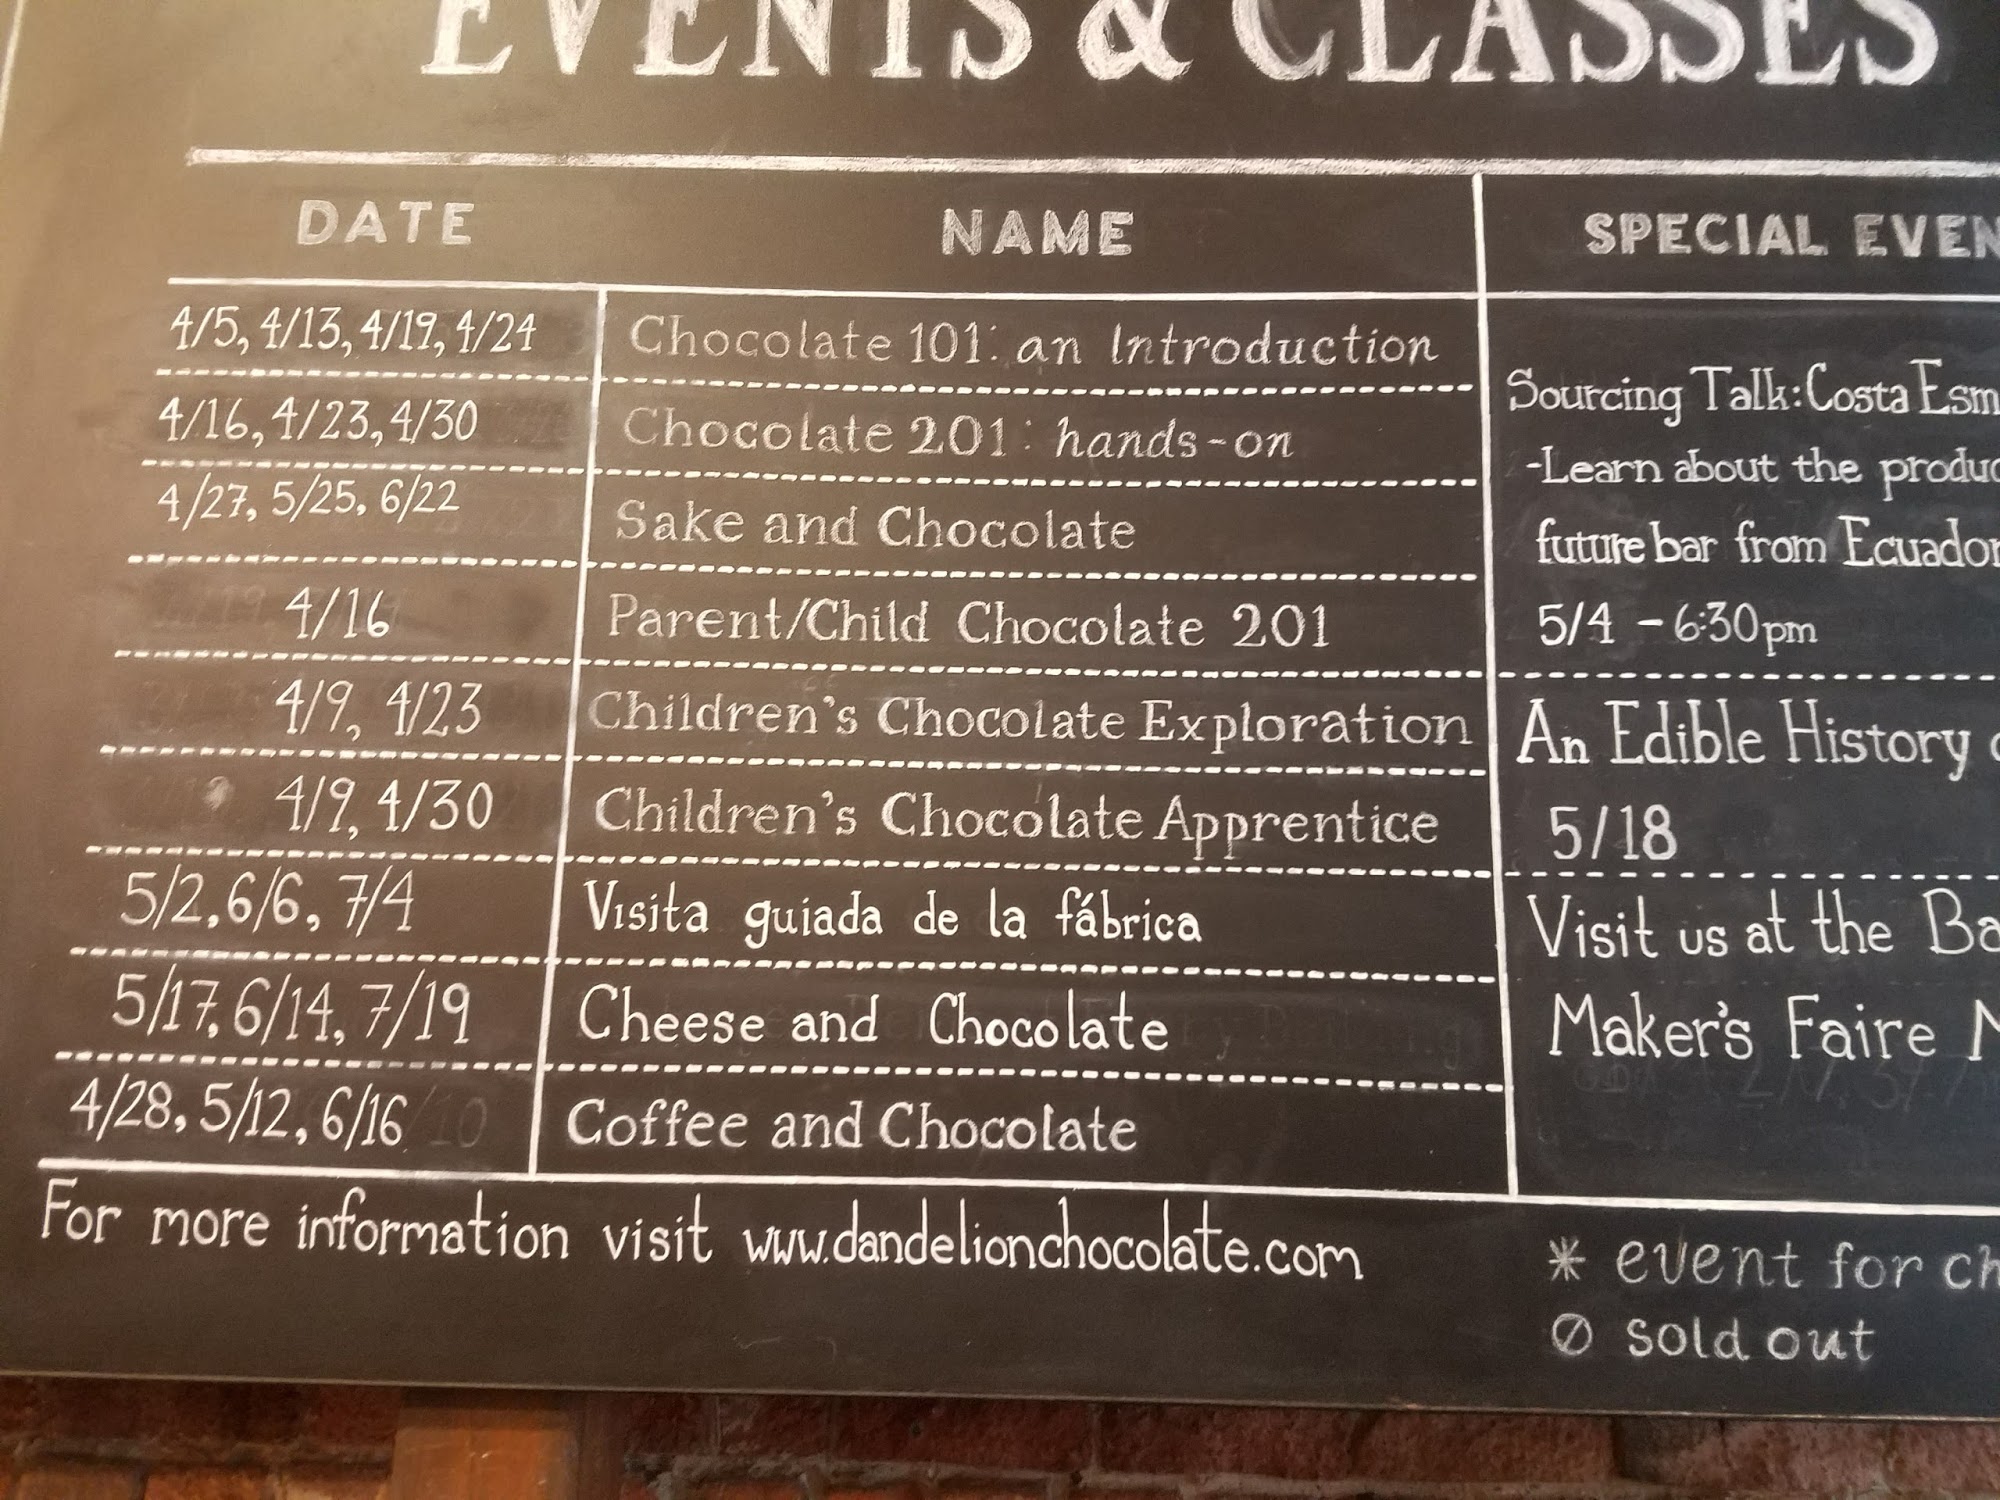 EVENTS & CLASSES
DATE NAME
4/5, 4/13, 4/19, 4/24 Chocolate 101: an Introduction
4/16, 4/23, 4/30 Chocolate 201: hands-on
4/27, 5/25, 6/22 Sake and Chocolate
4/16 Parent/Child Chocolate 201
4/9, 4/23 Children's Chocolate Exploration
4/9, 4/30 Children's Chocolate Apprentice
5/2, 6/6, 7/4 Visita guiada de la fábrica
5/17, 6/14, 7/19 Cheese and Chocolate
4/28, 5/12, 6/16 Coffee and Chocolate
SPECIAL EVEN
Sourcing Talk: Costa Esm
-Learn about the produc
future bar from Ecuador
5/4 - 6:30pm
An Edible History
5/18
Visit us at the Ba
Maker's Faire
For more information visit www.dandelionchocolate.com
* event for ch
∅ sold out